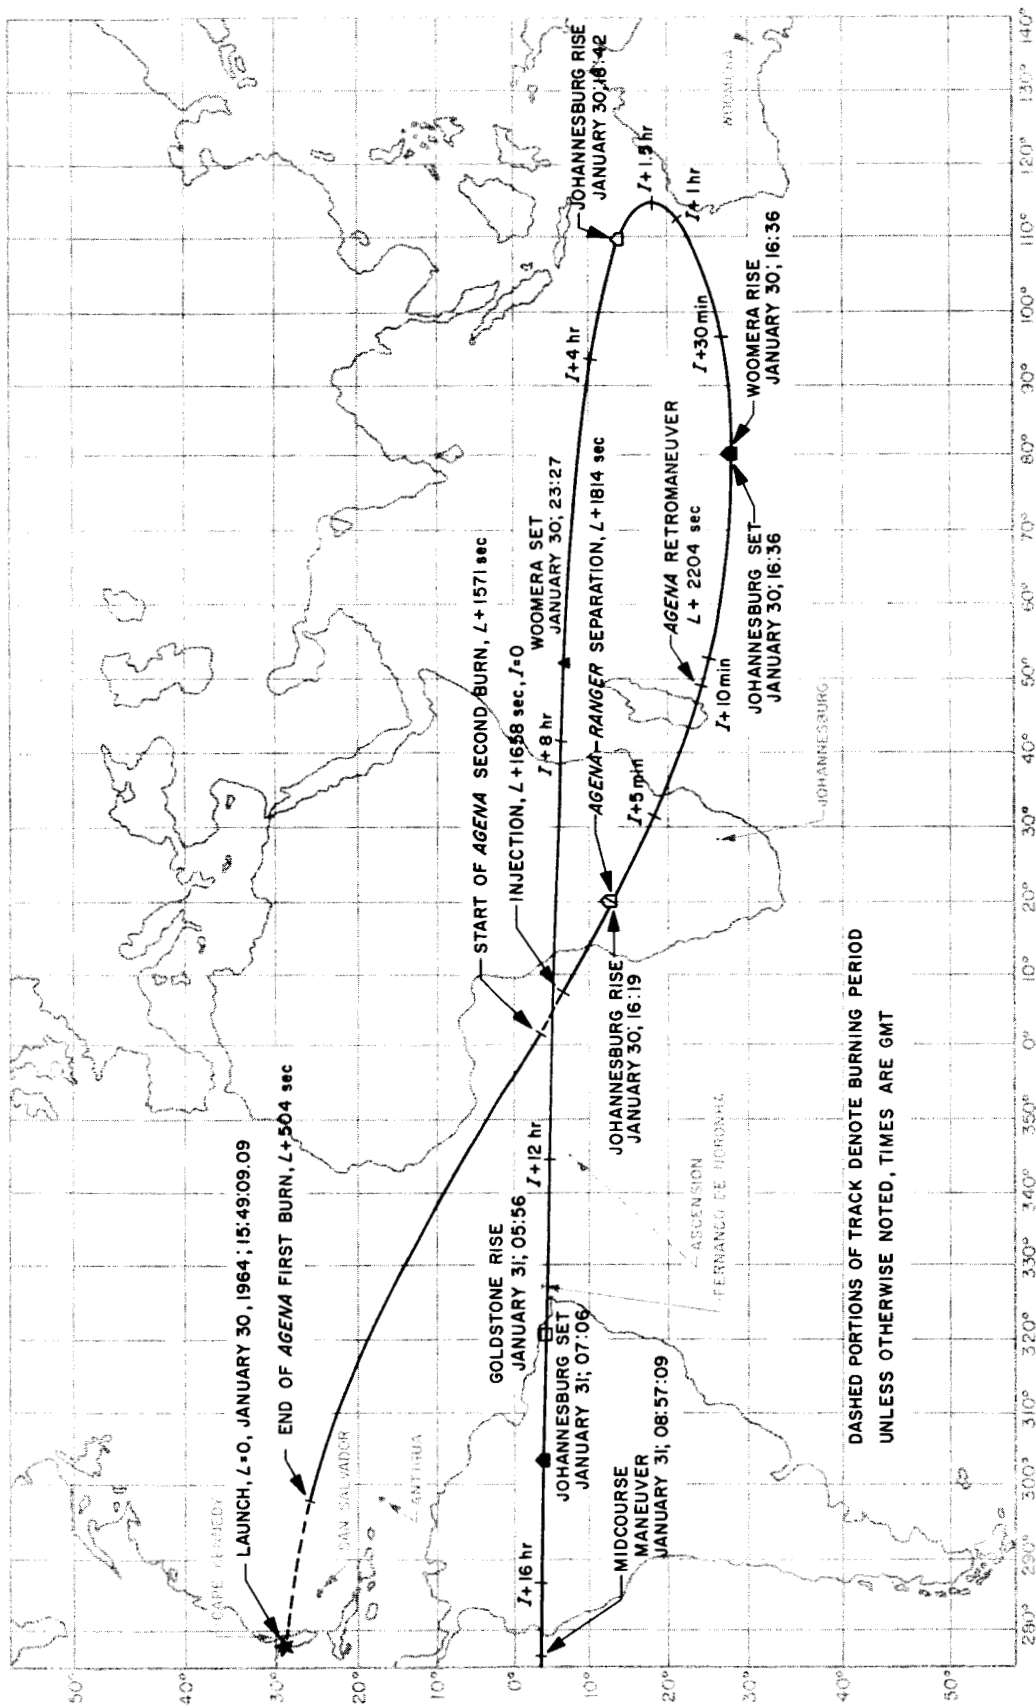 LAUNCH, L=0, JANUARY 30, 1964; 15:49:09.09
END OF AGENA FIRST BURN, L+504 sec
CAPE KENNEDY
SAN SALVADOR
ANTIGUA
START OF AGENA SECOND BURN, L+1571 sec
INJECTION, L+1658 sec, I=0
WOOMERA SET
JANUARY 30; 23:27
AGENA-RANGER SEPARATION, L+1814 sec
AGENA RETROMANEUVER
L+ 2204 sec
JOHANNESBURG RISE
JANUARY 30; 16:42
WOOMERA
I+16 hr
I+12 hr
I+8 hr
I+4 hr
I+1.5 hr
I+1 hr
I+30 min
I+10 min
I+5 min
GOLDSTONE RISE
JANUARY 31; 05:56
JOHANNESBURG SET
JANUARY 31; 07:06
MIDCOURSE
MANEUVER
JANUARY 31; 08:57:09
JOHANNESBURG RISE
JANUARY 30; 16:19
ASCENSION
FERNANDO DE NORONHA
JOHANNESBURG
JOHANNESBURG SET
JANUARY 30; 16:36
WOOMERA RISE
JANUARY 30; 16:36
DASHED PORTIONS OF TRACK DENOTE BURNING PERIOD
UNLESS OTHERWISE NOTED, TIMES ARE GMT
50°
40°
30°
20°
10°
0°
10°
20°
30°
40°
50°
280° 290° 300° 310° 320° 330° 340° 350° 0° 10° 20° 30° 40° 50° 60° 70° 80° 90° 100° 110° 120° 130° 140°